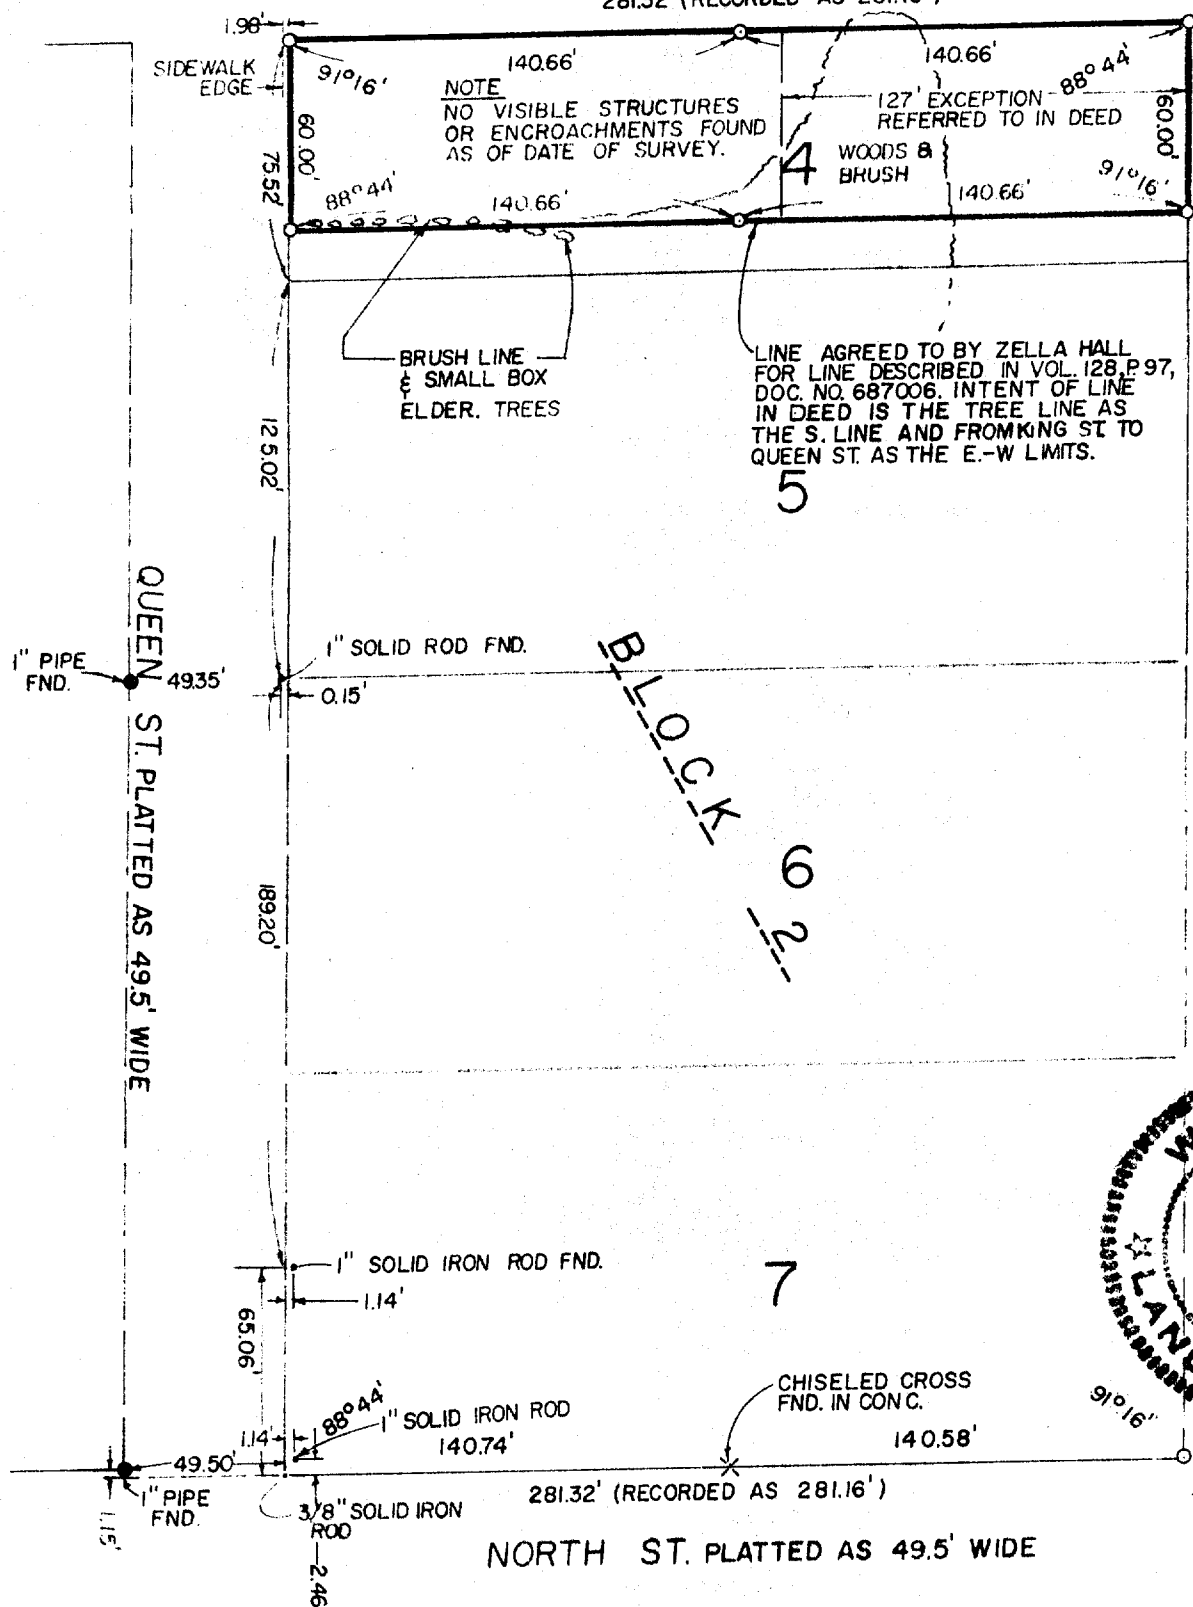 1.98'
SIDEWALK
EDGE
91°16'
140.66'
140.66'
88°44'
NOTE
NO VISIBLE STRUCTURES
OR ENCROACHMENTS FOUND
AS OF DATE OF SURVEY.
127' EXCEPTION
REFERRED TO IN DEED
60.00'
75.52'
60.00'
4
WOODS &
BRUSH
88°44'
140.66'
140.66'
91°16'
BRUSH LINE
& SMALL BOX
ELDER. TREES
LINE AGREED TO BY ZELLA HALL
FOR LINE DESCRIBED IN VOL. 128, P. 97,
DOC. NO. 687006. INTENT OF LINE
IN DEED IS THE TREE LINE AS
THE S. LINE AND FROM KING ST. TO
QUEEN ST. AS THE E.-W LIMITS.
125.02'
5
QUEEN ST. PLATTED AS 49.5' WIDE
1" PIPE
FND.
49.35'
1" SOLID ROD FND.
0.15'
BLOCK 2
6
189.20'
1" SOLID IRON ROD FND.
1.14'
7
65.06'
LAN
CHISELED CROSS
FND. IN CONC.
88°44'
1" SOLID IRON ROD
1.14'
140.74'
140.58'
91°16'
49.50'
1" PIPE
FND.
1.15'
3/8" SOLID IRON
ROD
2.46
281.32' (RECORDED AS 281.16')
NORTH ST. PLATTED AS 49.5' WIDE